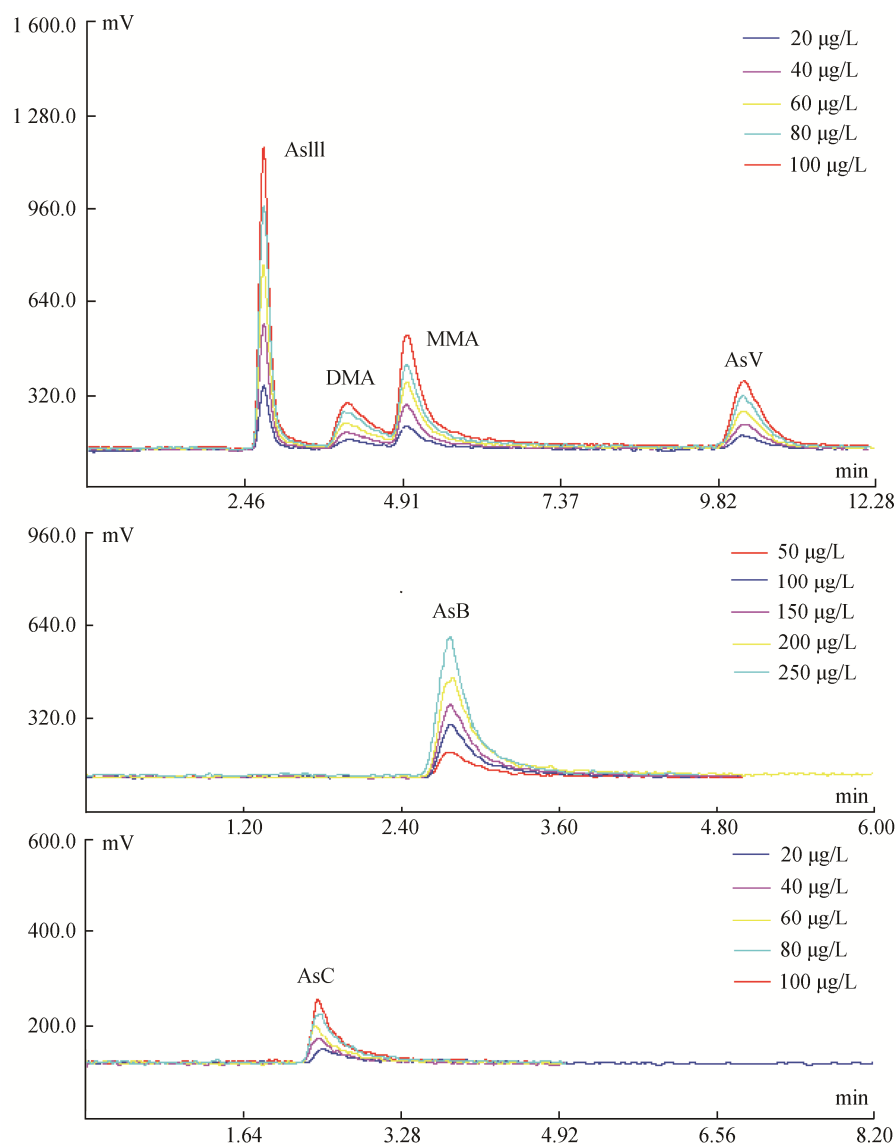 1 600.0 mV
20 μg/L
40 μg/L
1 280.0
60 μg/L
80 μg/L
AsIII
100 μg/L
960.0
640.0
MMA
AsV
DMA
320.0
min
2.46 4.91 7.37 9.82 12.28
960.0 mV
50 μg/L
100 μg/L
AsB
150 μg/L
640.0
200 μg/L
250 μg/L
320.0
min
1.20 2.40 3.60 4.80 6.00
600.0 mV
20 μg/L
40 μg/L
60 μg/L
400.0
80 μg/L
AsC
100 μg/L
200.0
min
1.64 3.28 4.92 6.56 8.20